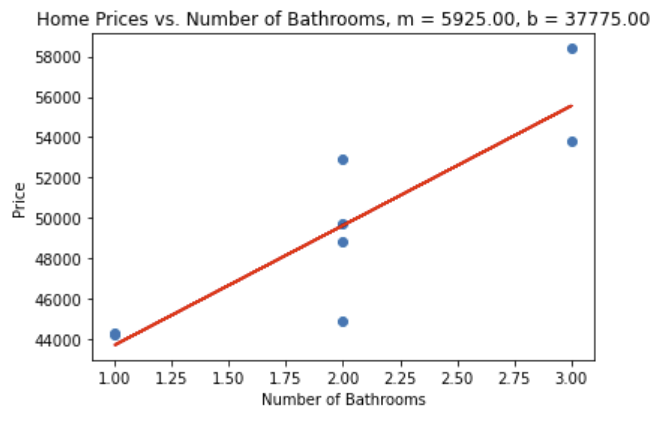 Home Prices vs. Number of Bathrooms, m = 5925.00, b = 37775.00
58000
56000
54000
52000
50000
48000
46000
44000
Price
1.00 1.25 1.50 1.75 2.00 2.25 2.50 2.75 3.00
Number of Bathrooms